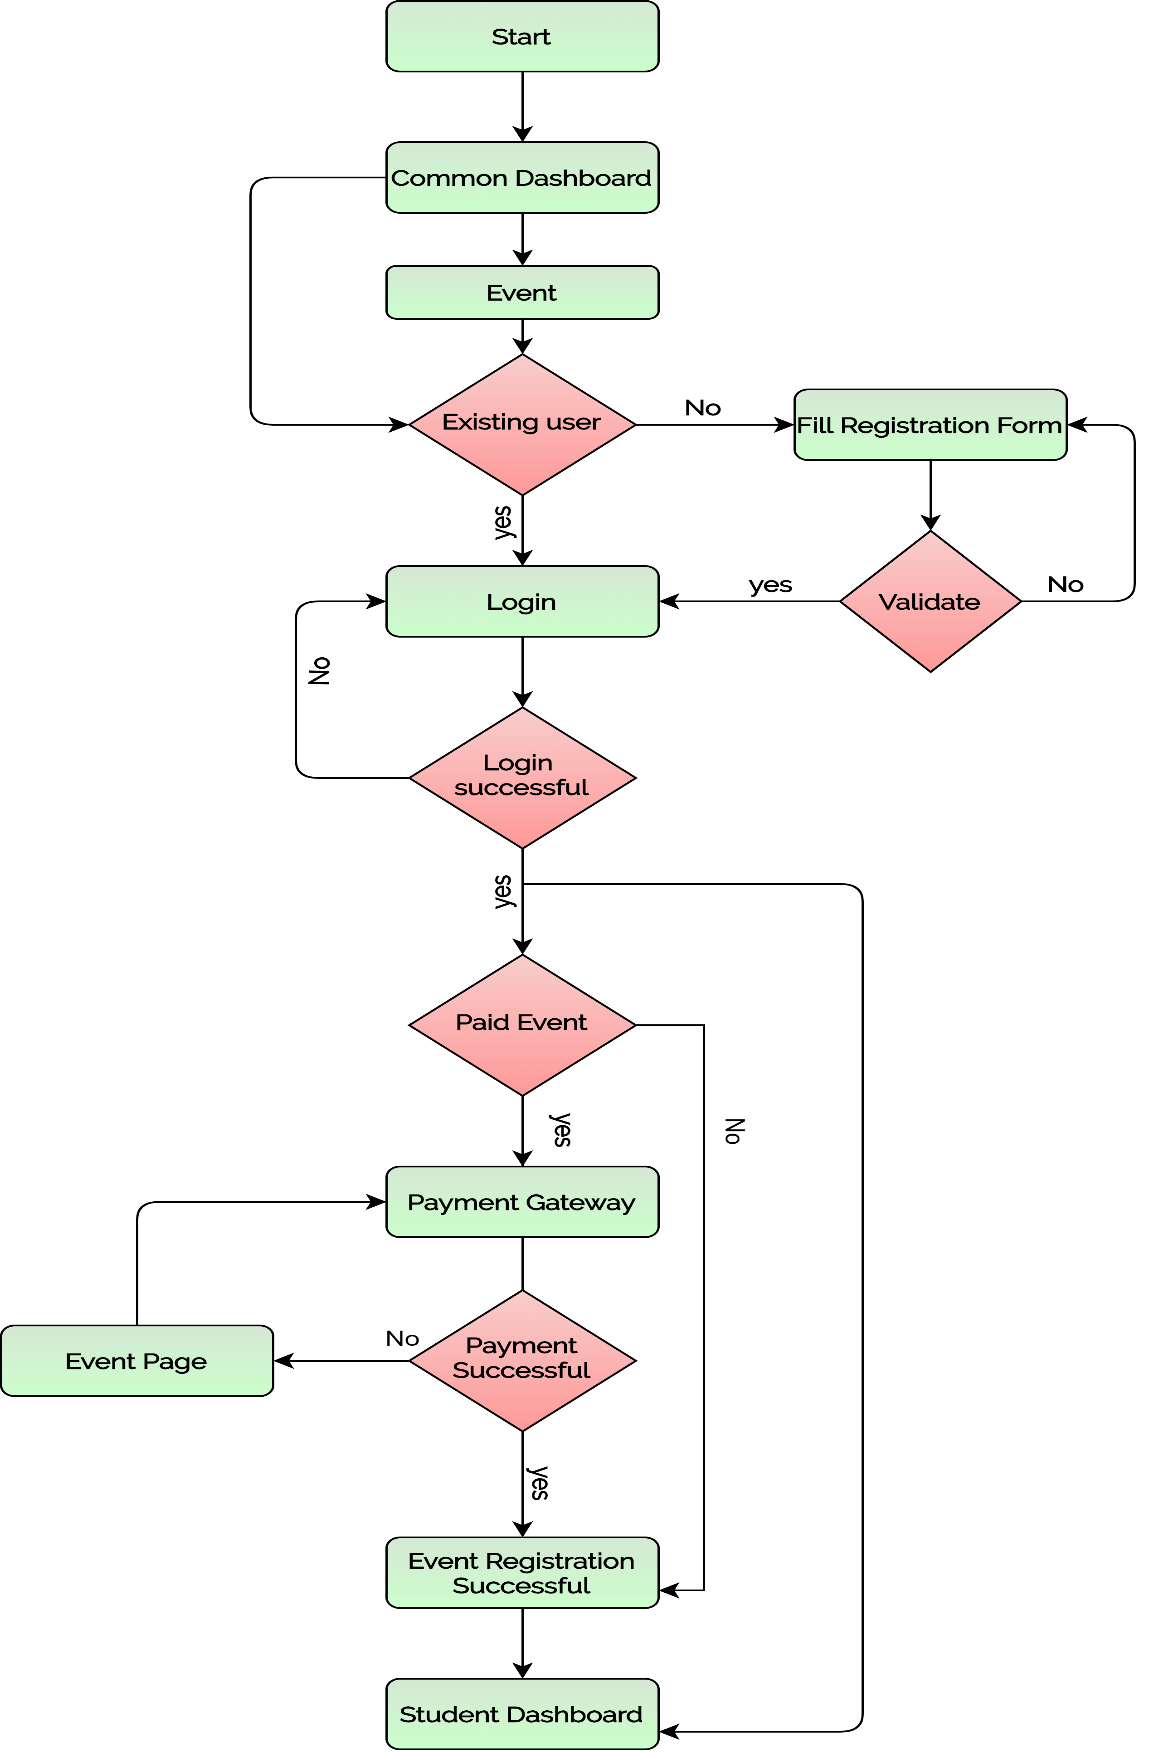 Start
Common Dashboard
Event
Existing user
No
Fill Registration Form
yes
Login
yes
Validate
No
No
Login
successful
yes
Paid Event
yes
No
Payment Gateway
No
Payment
Successful
Event Page
yes
Event Registration
Successful
Student Dashboard